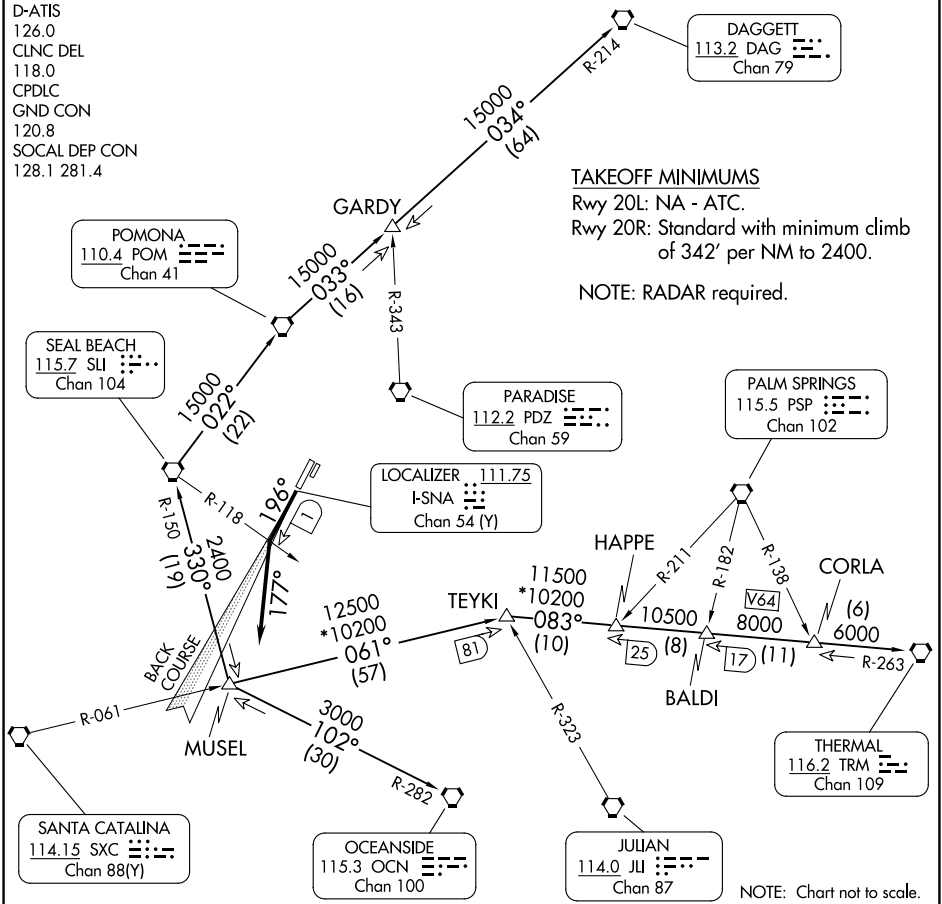 D-ATIS
126.0
CLNC DEL
118.0
CPDLC
GND CON
120.8
SOCAL DEP CON
128.1 281.4
DAGGETT
113.2 DAG
Chan 79
R-214
15000
034°
(64)
TAKEOFF MINIMUMS
Rwy 20L: NA - ATC.
Rwy 20R: Standard with minimum climb
of 342' per NM to 2400.
NOTE: RADAR required.
GARDY
POMONA
110.4 POM
Chan 41
15000
033°
(16)
R-343
SEAL BEACH
115.7 SLI
Chan 104
15000
022°
(22)
PARADISE
112.2 PDZ
Chan 59
PALM SPRINGS
115.5 PSP
Chan 102
LOCALIZER 111.75
I-SNA
Chan 54 (Y)
R-118
196°
1
R-150
2400
330°
(19)
177°
BACK
COURSE
HAPPE
R-211
R-182
R-138
CORLA
TEYKI
11500
*10200
083°
(10)
10500
(8)
V64
8000
(11)
(6)
6000
R-263
12500
*10200
061°
(57)
81
25
17
BALDI
R-061
MUSEL
3000
102°
(30)
R-282
R-323
THERMAL
116.2 TRM
Chan 109
SANTA CATALINA
114.15 SXC
Chan 88(Y)
OCEANSIDE
115.3 OCN
Chan 100
JULIAN
114.0 JLI
Chan 87
NOTE: Chart not to scale.